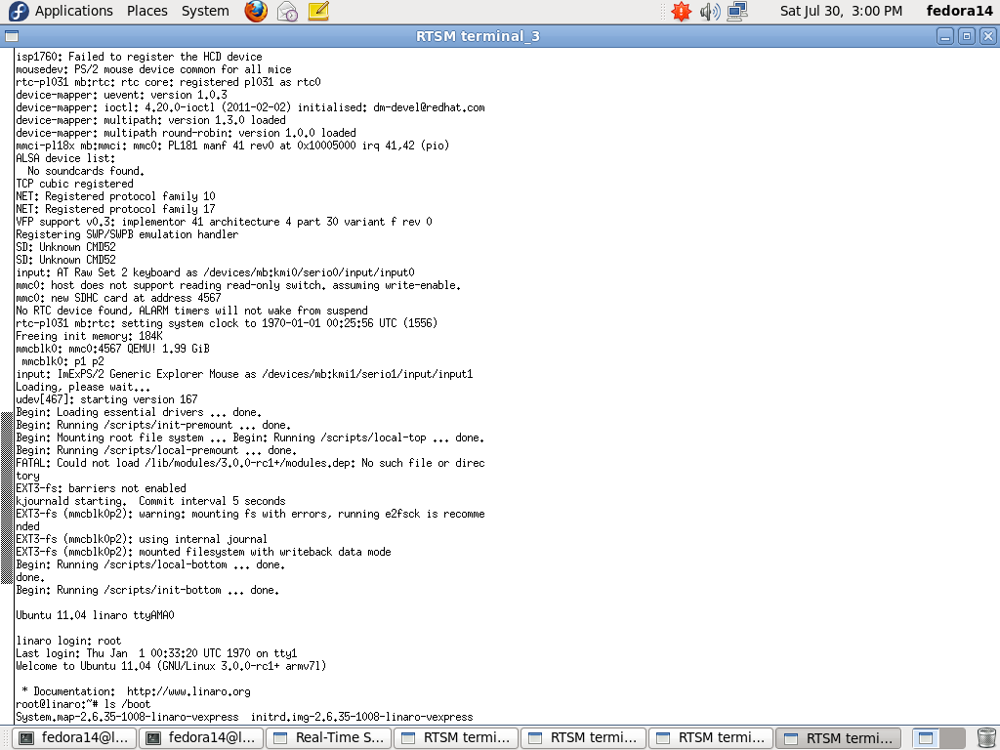 Applications Places System Sat Jul 30, 3:00 PM fedora14
RTSM terminal_3
isp1760: Failed to register the HCD device
mousedev: PS/2 mouse device common for all mice
rtc-pl031 mb:rtc: rtc core: registered pl031 as rtc0
device-mapper: uevent: version 1.0.3
device-mapper: ioctl: 4.20.0-ioctl (2011-02-02) initialised: dm-devel@redhat.com
device-mapper: multipath: version 1.3.0 loaded
device-mapper: multipath round-robin: version 1.0.0 loaded
mmci-pl18x mb:mmci: mmc0: PL181 manf 41 rev0 at 0x10005000 irq 41,42 (pio)
ALSA device list:
  No soundcards found.
TCP cubic registered
NET: Registered protocol family 10
NET: Registered protocol family 17
VFP support v0.3: implementor 41 architecture 4 part 30 variant f rev 0
Registering SWP/SWPB emulation handler
SD: Unknown CMD52
SD: Unknown CMD52
input: AT Raw Set 2 keyboard as /devices/mb:kmi0/serio0/input/input0
mmc0: host does not support reading read-only switch. assuming write-enable.
mmc0: new SDHC card at address 4567
No RTC device found, ALARM timers will not wake from suspend
rtc-pl031 mb:rtc: setting system clock to 1970-01-01 00:25:56 UTC (1556)
Freeing init memory: 184K
mmcblk0: mmc0:4567 QEMU! 1.99 GiB
 mmcblk0: p1 p2
input: ImExPS/2 Generic Explorer Mouse as /devices/mb:kmi1/serio1/input/input1
Loading, please wait...
udev[467]: starting version 167
Begin: Loading essential drivers ... done.
Begin: Running /scripts/init-premount ... done.
Begin: Mounting root file system ... Begin: Running /scripts/local-top ... done.
Begin: Running /scripts/local-premount ... done.
FATAL: Could not load /lib/modules/3.0.0-rc1+/modules.dep: No such file or direc
tory
EXT3-fs: barriers not enabled
kjournald starting.  Commit interval 5 seconds
EXT3-fs (mmcblk0p2): warning: mounting fs with errors, running e2fsck is recomme
nded
EXT3-fs (mmcblk0p2): using internal journal
EXT3-fs (mmcblk0p2): mounted filesystem with writeback data mode
Begin: Running /scripts/local-bottom ... done.
done.
Begin: Running /scripts/init-bottom ... done.
Ubuntu 11.04 linaro ttyAMA0
linaro login: root
Last login: Thu Jan  1 00:33:20 UTC 1970 on tty1
Welcome to Ubuntu 11.04 (GNU/Linux 3.0.0-rc1+ armv7l)
 * Documentation:  http://www.linaro.org
root@linaro:~# ls /boot
System.map-2.6.35-1008-linaro-vexpress  initrd.img-2.6.35-1008-linaro-vexpress
fedora14@l... fedora14@l... Real-Time S... RTSM termi... RTSM termi... RTSM termi... RTSM termi...